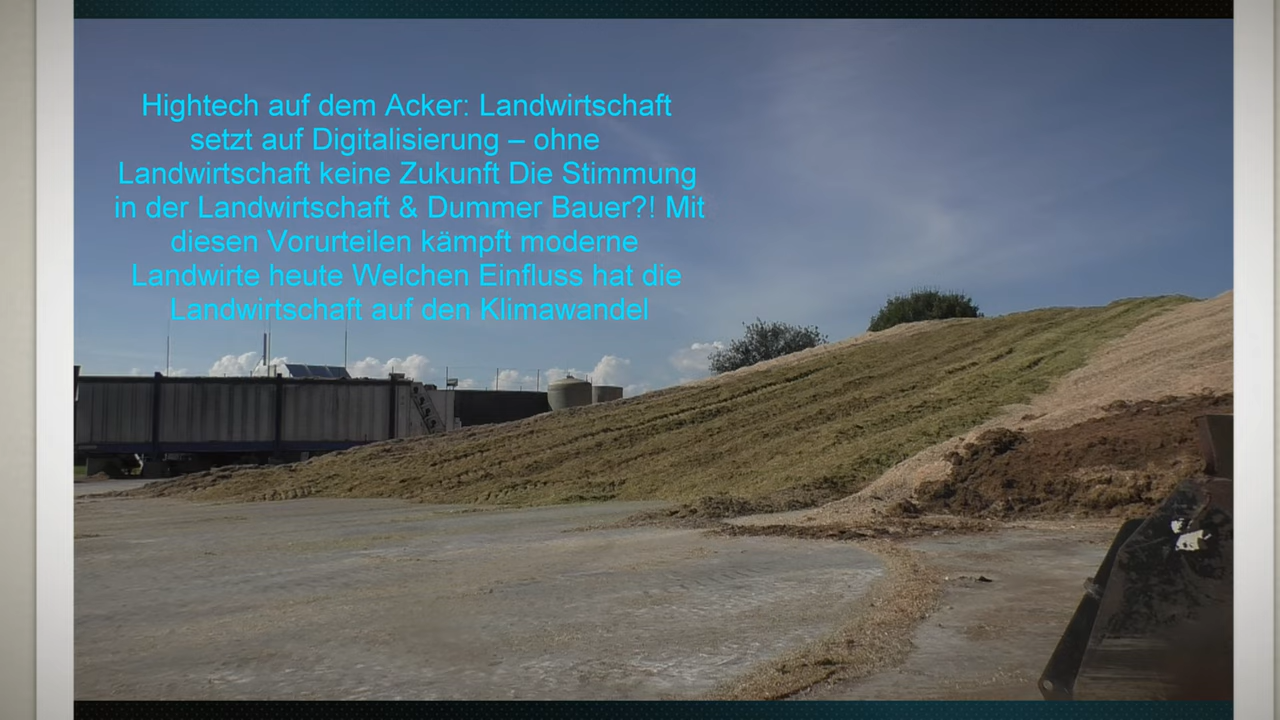 Hightech auf dem Acker: Landwirtschaft
setzt auf Digitalisierung – ohne
Landwirtschaft keine Zukunft Die Stimmung
in der Landwirtschaft & Dummer Bauer?! Mit
diesen Vorurteilen kämpft moderne
Landwirte heute Welchen Einfluss hat die
Landwirtschaft auf den Klimawandel